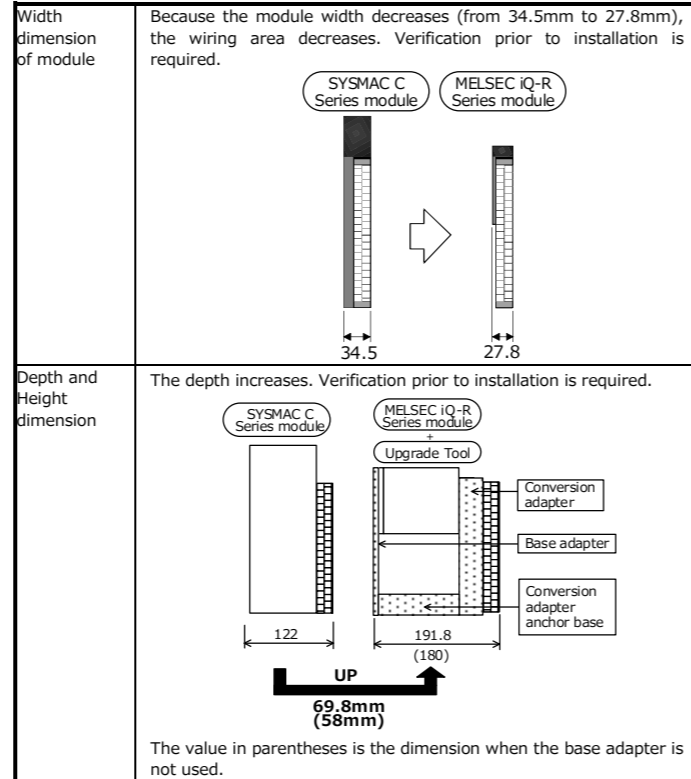 Width
dimension
of module
Because the module width decreases (from 34.5mm to 27.8mm),
the wiring area decreases. Verification prior to installation is
required.
SYSMAC C
Series module
MELSEC iQ-R
Series module
34.5
27.8
Depth and
Height
dimension
The depth increases. Verification prior to installation is required.
SYSMAC C
Series module
MELSEC iQ-R
Series module
+
Upgrade Tool
Conversion
adapter
Base adapter
Conversion
adapter
anchor base
122
191.8
(180)
UP
69.8mm
(58mm)
The value in parentheses is the dimension when the base adapter is
not used.